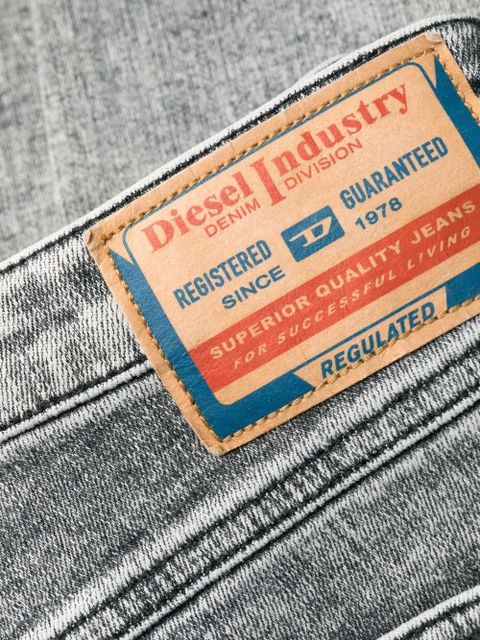 Diesel Industry
DENIM DIVISION
REGISTERED D GUARANTEED
SINCE 1978
SUPERIOR QUALITY JEANS
FOR SUCCESSFUL LIVING
REGULATED